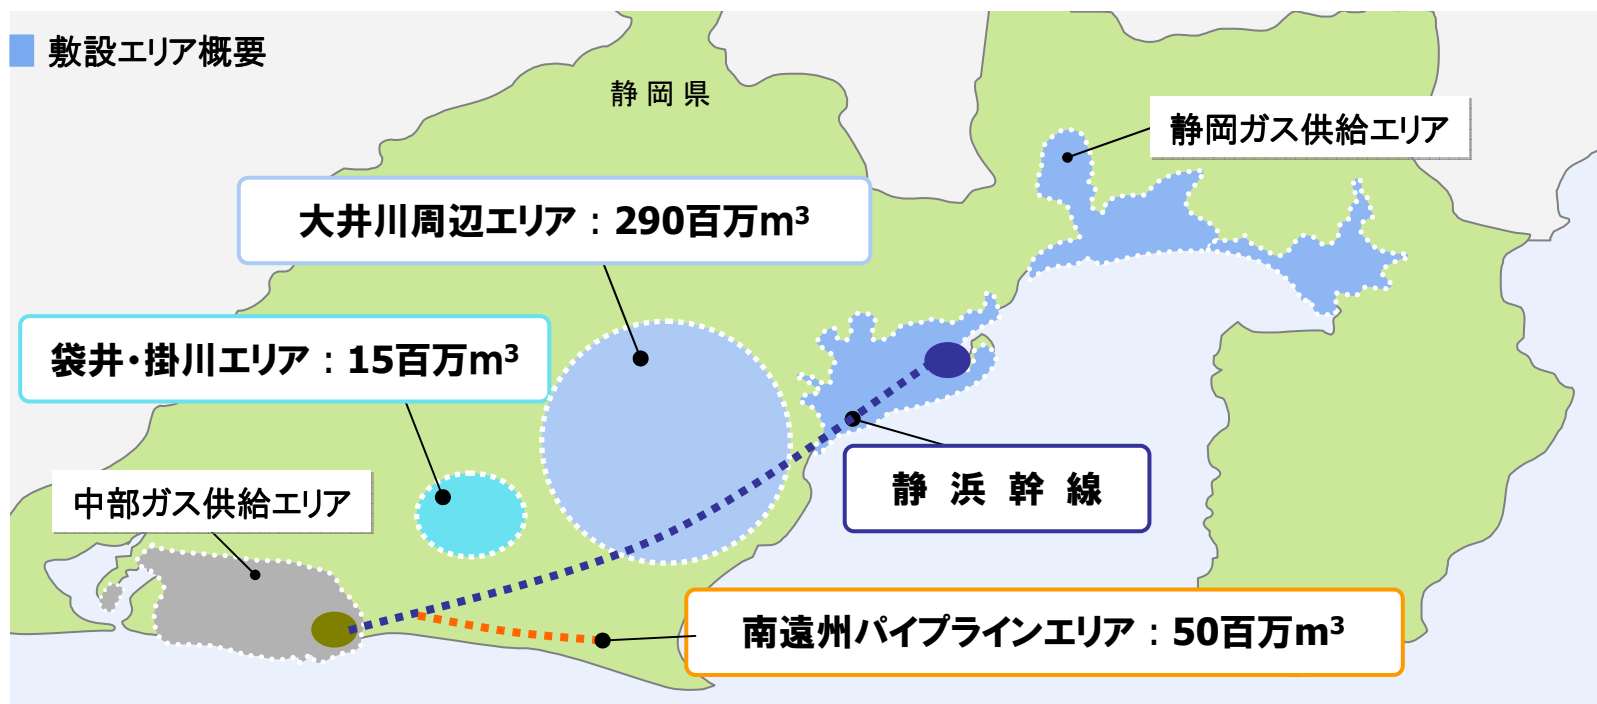 敷設エリア概要
静岡県
静岡ガス供給エリア
大井川周辺エリア：290百万m³
袋井・掛川エリア：15百万m³
静浜幹線
中部ガス供給エリア
南遠州パイプラインエリア：50百万m³